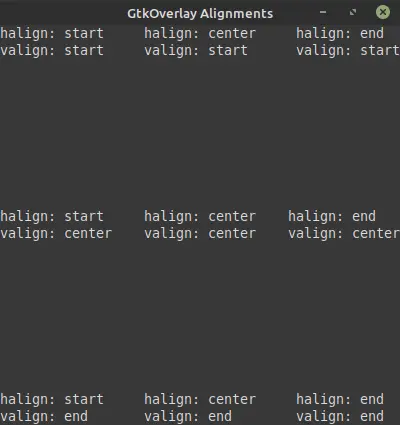 GtkOverlay Alignments
halign: start halign: center halign: end
valign: start valign: start valign: start
halign: start halign: center halign: end
valign: center valign: center valign: center
halign: start halign: center halign: end
valign: end valign: end valign: end